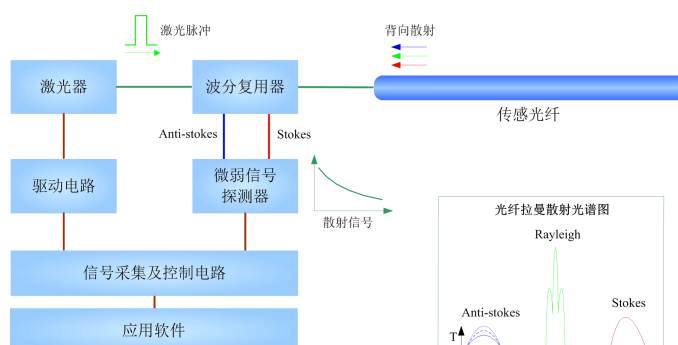 激光脉冲
背向散射
激光器
波分复用器
传感光纤
Anti-stokes
Stokes
驱动电路
微弱信号
探测器
散射信号
光纤拉曼散射光谱图
Rayleigh
信号采集及控制电路
Anti-stokes
Stokes
T
应用软件